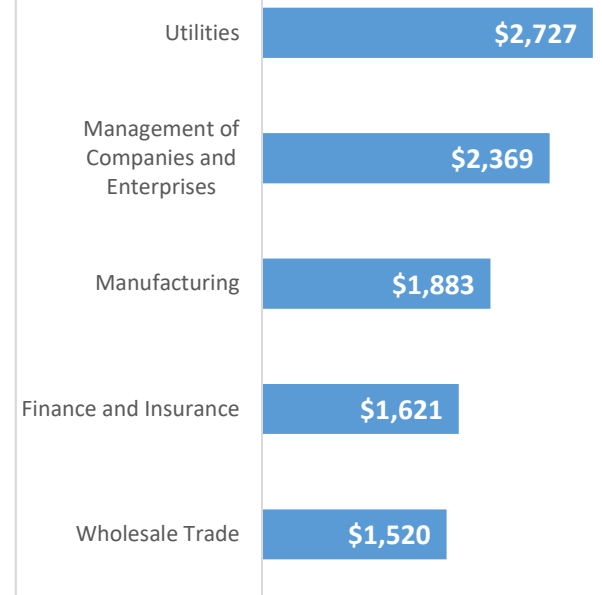 Utilities
$2,727
Management of
Companies and
Enterprises
$2,369
Manufacturing
$1,883
Finance and Insurance
$1,621
Wholesale Trade
$1,520